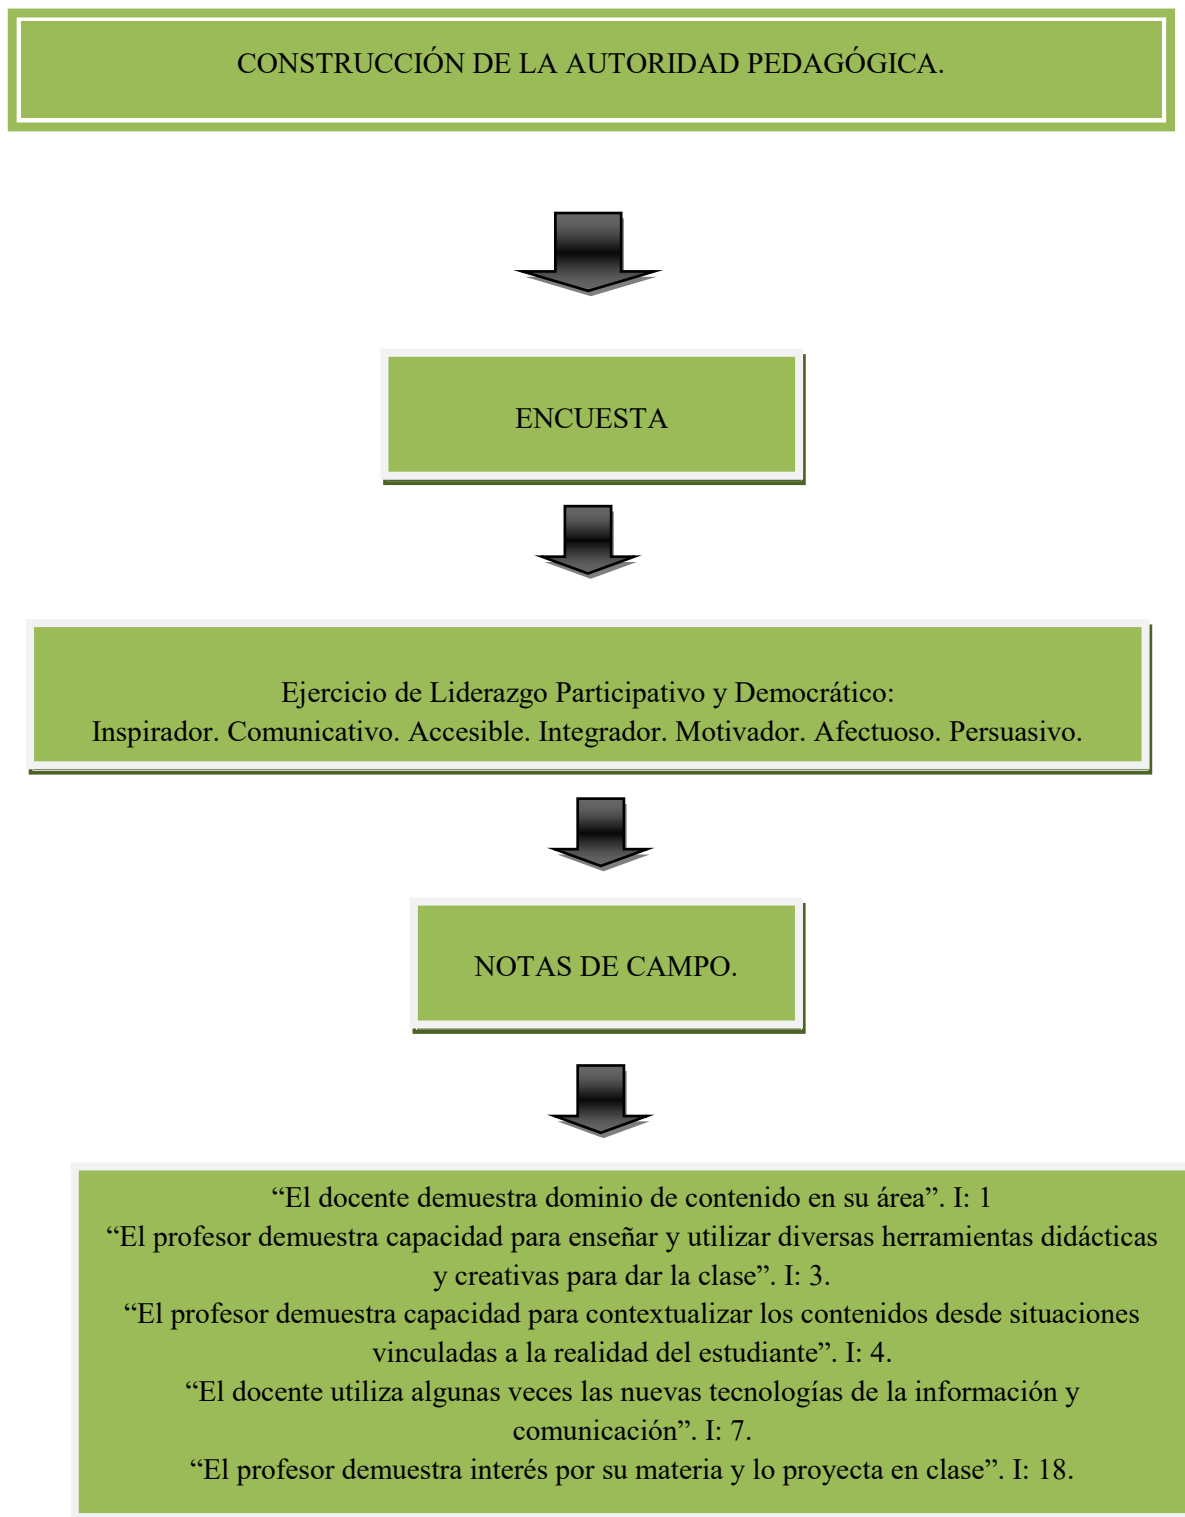 CONSTRUCCIÓN DE LA AUTORIDAD PEDAGÓGICA.
ENCUESTA
Ejercicio de Liderazgo Participativo y Democrático:
Inspirador. Comunicativo. Accesible. Integrador. Motivador. Afectuoso. Persuasivo.
NOTAS DE CAMPO.
“El docente demuestra dominio de contenido en su área”. I: 1
“El profesor demuestra capacidad para enseñar y utilizar diversas herramientas didácticas
y creativas para dar la clase”. I: 3.
“El profesor demuestra capacidad para contextualizar los contenidos desde situaciones
vinculadas a la realidad del estudiante”. I: 4.
“El docente utiliza algunas veces las nuevas tecnologías de la información y
comunicación”. I: 7.
“El profesor demuestra interés por su materia y lo proyecta en clase”. I: 18.